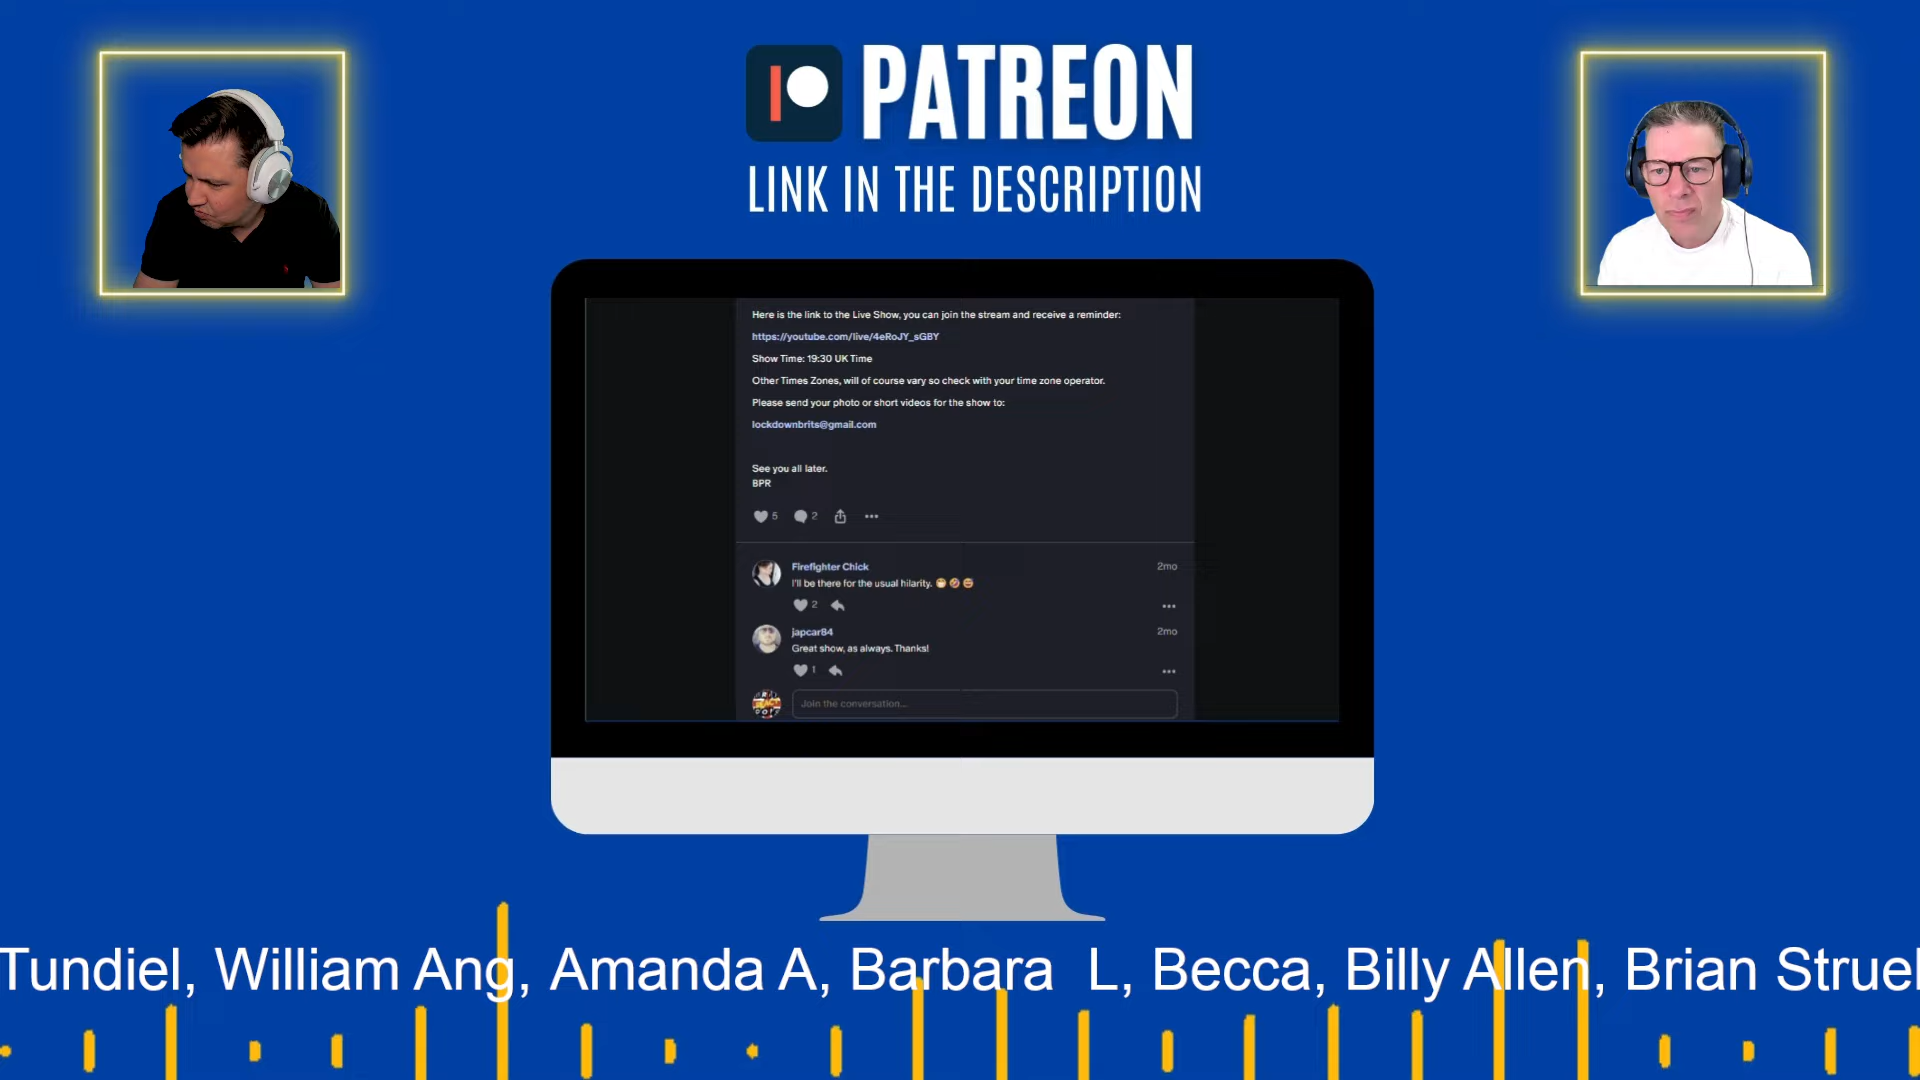 PATREON
LINK IN THE DESCRIPTION
Here is the link to the Live Show, you can join the stream and receive a reminder:
https://youtube.com/live/4eRoJY_sGBY
Show Time: 19:30 UK Time
Other Times Zones, will of course vary so check with your time zone operator.
Please send your photo or short videos for the show to:
lockdownbrits@gmail.com
See you all later.
BPR
5 2
Firefighter Chick 2mo
I'll be there for the usual hilarity. 😁 🤣 😅
2
japcar84 2mo
Great show, as always. Thanks!
1
Join the conversation...
Tundiel, William Ang, Amanda A, Barbara L, Becca, Billy Allen, Brian Struel